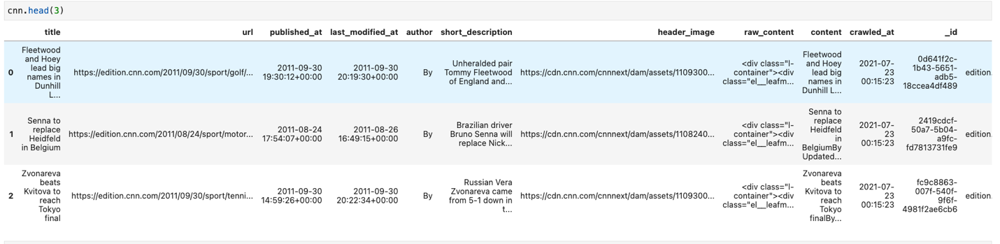 cnn.head(3)
title url published_at last_modified_at author short_description header_image raw_content content crawled_at _id
0 Fleetwood and Hoey lead big names in Dunhill L... https://edition.cnn.com/2011/09/30/sport/golf/... 2011-09-30 19:30:12+00:00 2011-09-30 20:19:30+00:00 By Unheralded pair Tommy Fleetwood of England and... https://cdn.cnn.com/cnnnext/dam/assets/1109300... <div class="l-container"><div class="el__leafm... Fleetwood and Hoey lead big names in Dunhill L... 2021-07-23 00:15:23 0d641f2c-1b43-5651-adb5-18ccea4df489 edition.
1 Senna to replace Heidfeld in Belgium https://edition.cnn.com/2011/08/24/sport/motor... 2011-08-24 17:54:07+00:00 2011-08-26 16:49:15+00:00 By Brazilian driver Bruno Senna will replace Nick... https://cdn.cnn.com/cnnnext/dam/assets/1108240... <div class="l-container"><div class="el__leafm... Senna to replace Heidfeld in BelgiumBy Updated... 2021-07-23 00:15:23 2419cdcf-50a7-5b04-a9fc-fd7813731fe9 edition.
2 Zvonareva beats Kvitova to reach Tokyo final https://edition.cnn.com/2011/09/30/sport/tenni... 2011-09-30 14:59:26+00:00 2011-09-30 20:22:34+00:00 By Russian Vera Zvonareva came from 5-1 down in t... https://cdn.cnn.com/cnnnext/dam/assets/1109300... <div class="l-container"><div class="el__leafm... Zvonareva beats Kvitova to reach Tokyo finalBy... 2021-07-23 00:15:23 fc9c8863-007f-540f-9f6f-4981f2ae6cb6 edition.